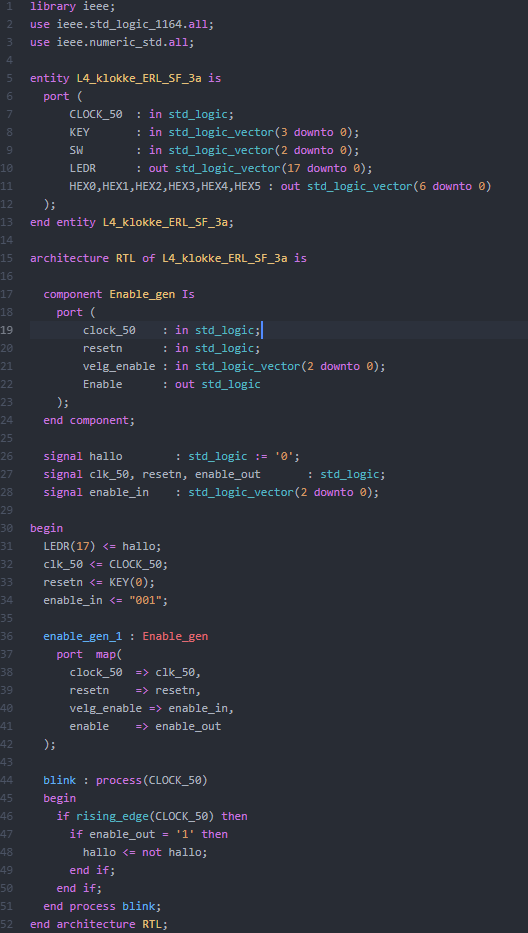 1 library ieee;
2 use ieee.std_logic_1164.all;
3 use ieee.numeric_std.all;
4
5 entity L4_klokke_ERL_SF_3a is
6   port (
7       CLOCK_50  : in std_logic;
8       KEY       : in std_logic_vector(3 downto 0);
9       SW        : in std_logic_vector(2 downto 0);
10       LEDR      : out std_logic_vector(17 downto 0);
11       HEX0,HEX1,HEX2,HEX3,HEX4,HEX5 : out std_logic_vector(6 downto 0)
12   );
13 end entity L4_klokke_ERL_SF_3a;
14
15 architecture RTL of L4_klokke_ERL_SF_3a is
16
17   component Enable_gen Is
18     port (
19         clock_50    : in std_logic;
20         resetn      : in std_logic;
21         velg_enable : in std_logic_vector(2 downto 0);
22         Enable      : out std_logic
23     );
24   end component;
25
26   signal hallo        : std_logic := '0';
27   signal clk_50, resetn, enable_out      : std_logic;
28   signal enable_in    : std_logic_vector(2 downto 0);
29
30 begin
31   LEDR(17) <= hallo;
32   clk_50 <= CLOCK_50;
33   resetn <= KEY(0);
34   enable_in <= "001";
35
36   enable_gen_1 : Enable_gen
37     port  map(
38       clock_50  => clk_50,
39       resetn    => resetn,
40       velg_enable => enable_in,
41       enable    => enable_out
42   );
43
44   blink : process(CLOCK_50)
45   begin
46     if rising_edge(CLOCK_50) then
47       if enable_out = '1' then
48         hallo <= not hallo;
49       end if;
50     end if;
51   end process blink;
52 end architecture RTL;